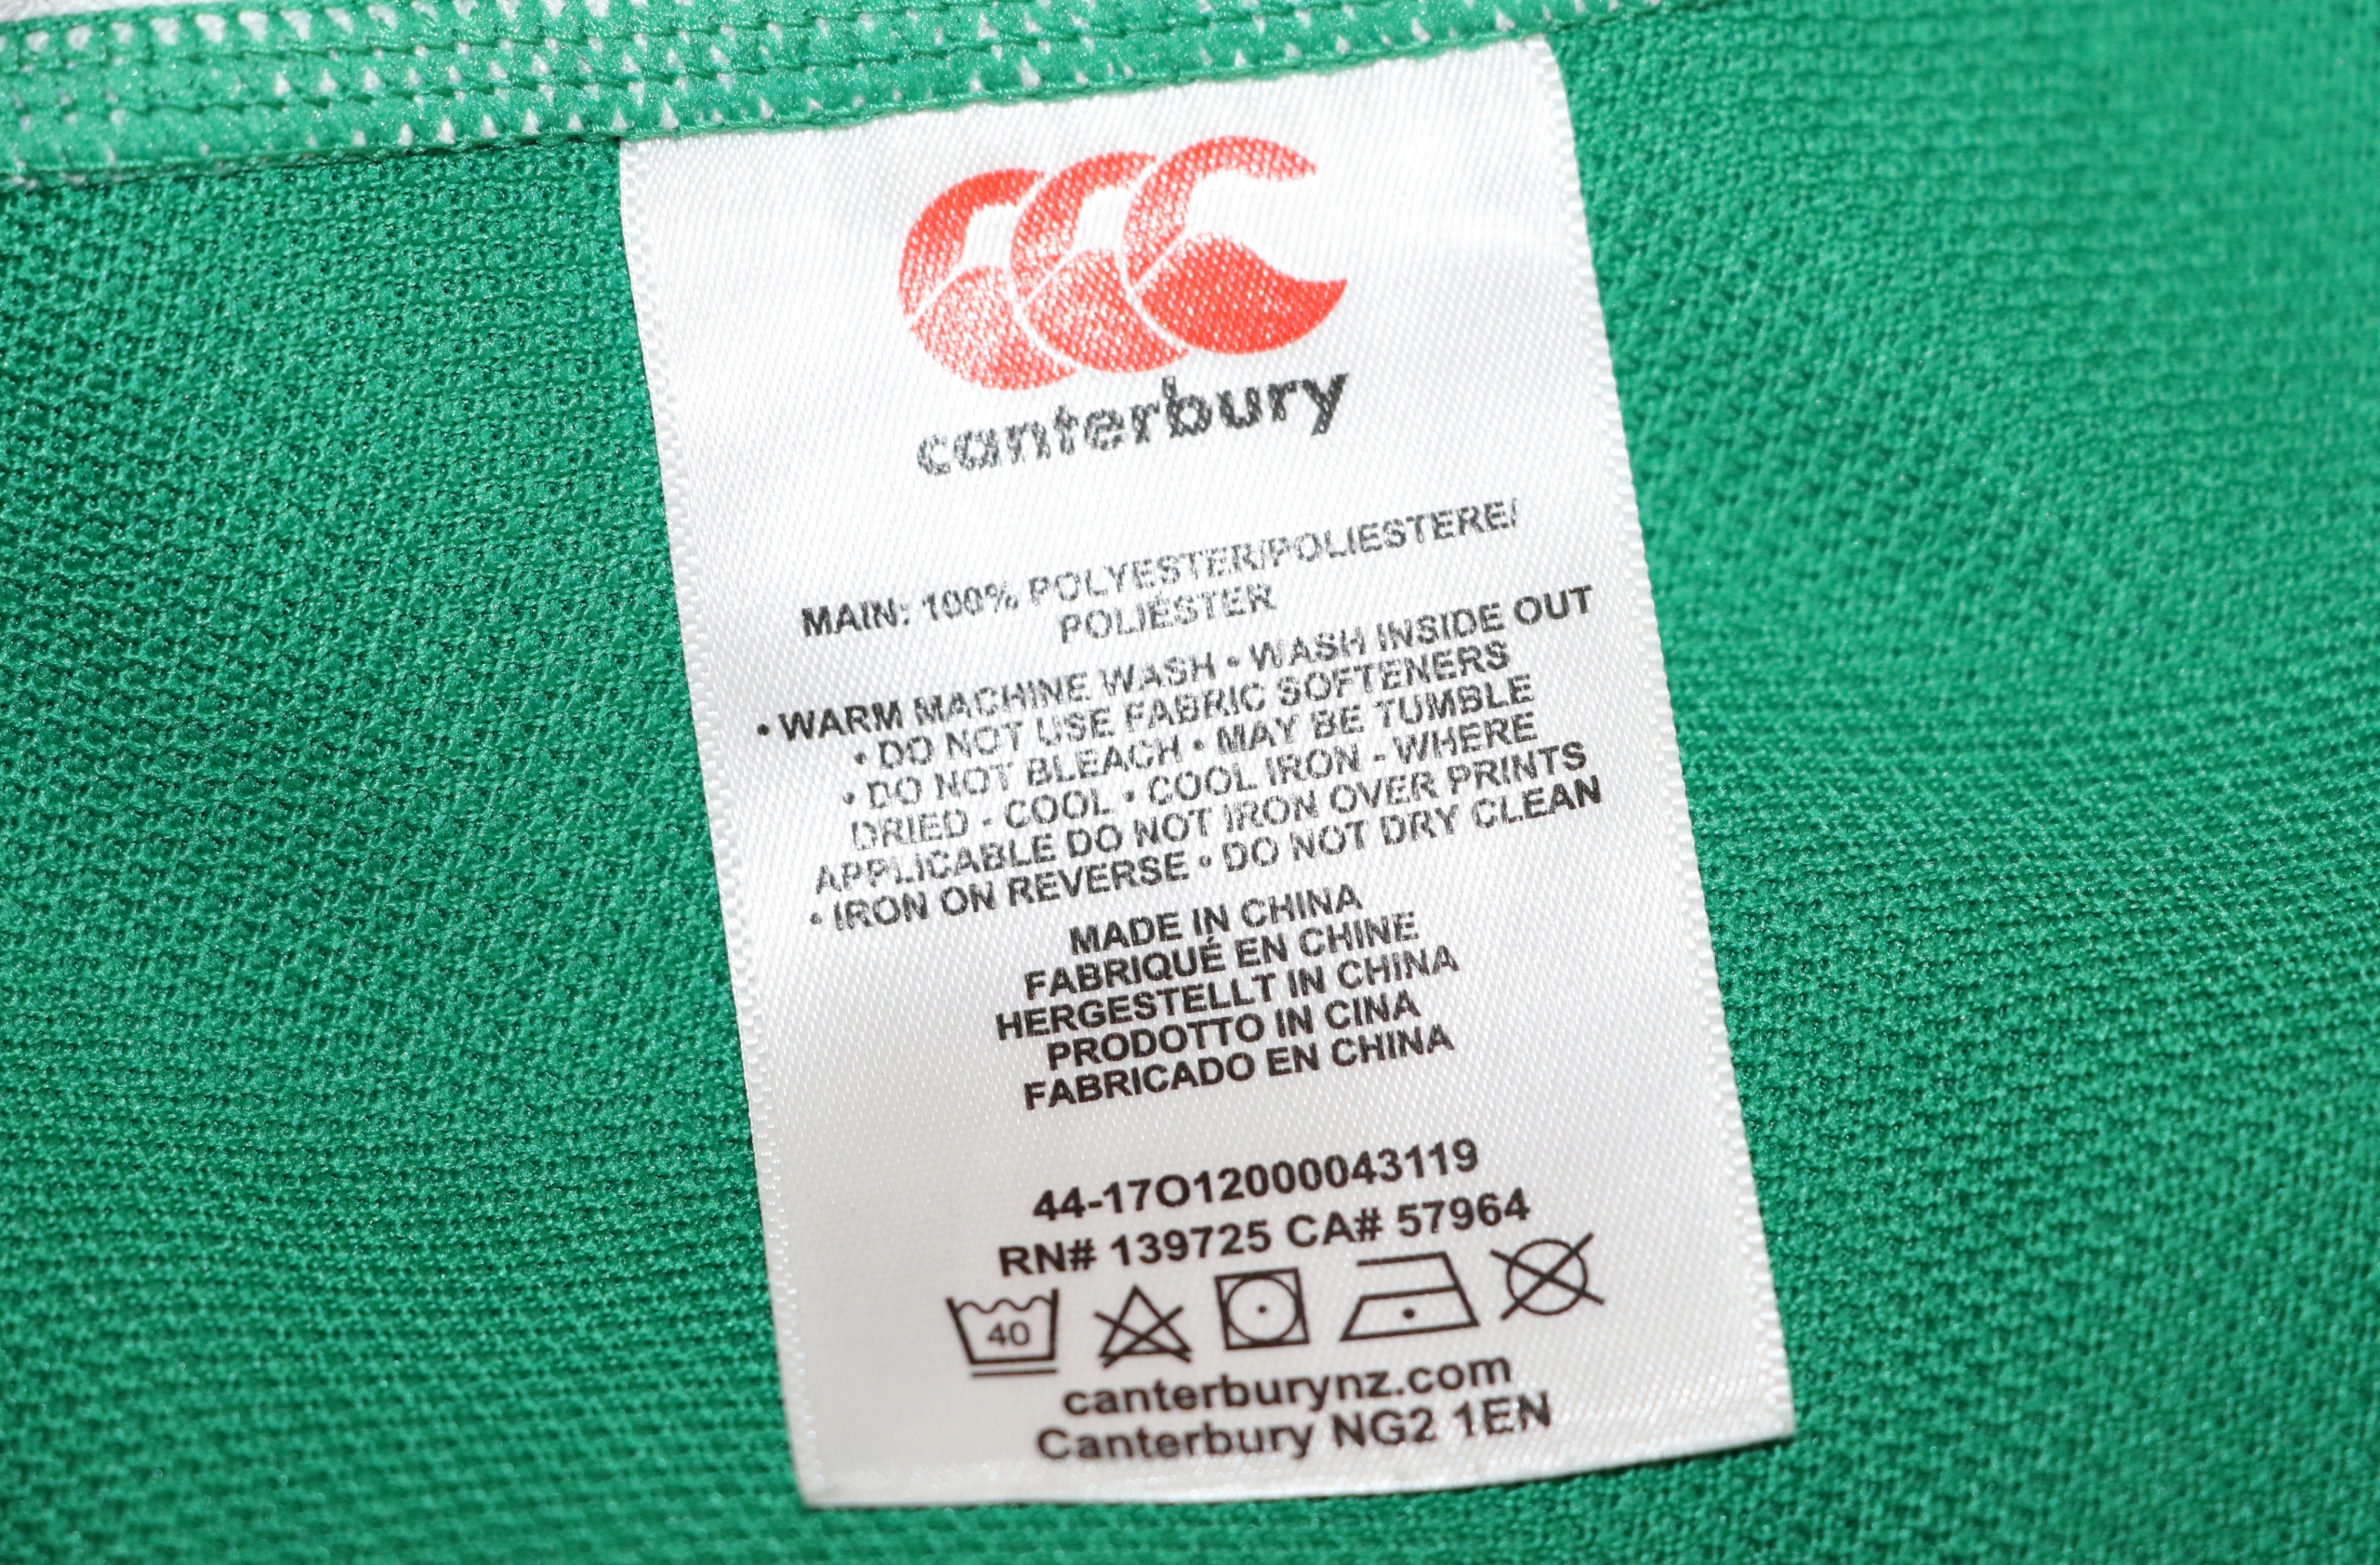 canterbury
MAIN: 100% POLYESTER/POLIESTERE/
POLIÉSTER
• WARM MACHINE WASH • WASH INSIDE OUT
• DO NOT USE FABRIC SOFTENERS
• DO NOT BLEACH • MAY BE TUMBLE
DRIED - COOL • COOL IRON - WHERE
APPLICABLE DO NOT IRON OVER PRINTS
• IRON ON REVERSE • DO NOT DRY CLEAN
MADE IN CHINA
FABRIQUÉ EN CHINE
HERGESTELLT IN CHINA
PRODOTTO IN CINA
FABRICADO EN CHINA
44-17O12000043119
RN# 139725 CA# 57964
40
canterburynz.com
Canterbury NG2 1EN